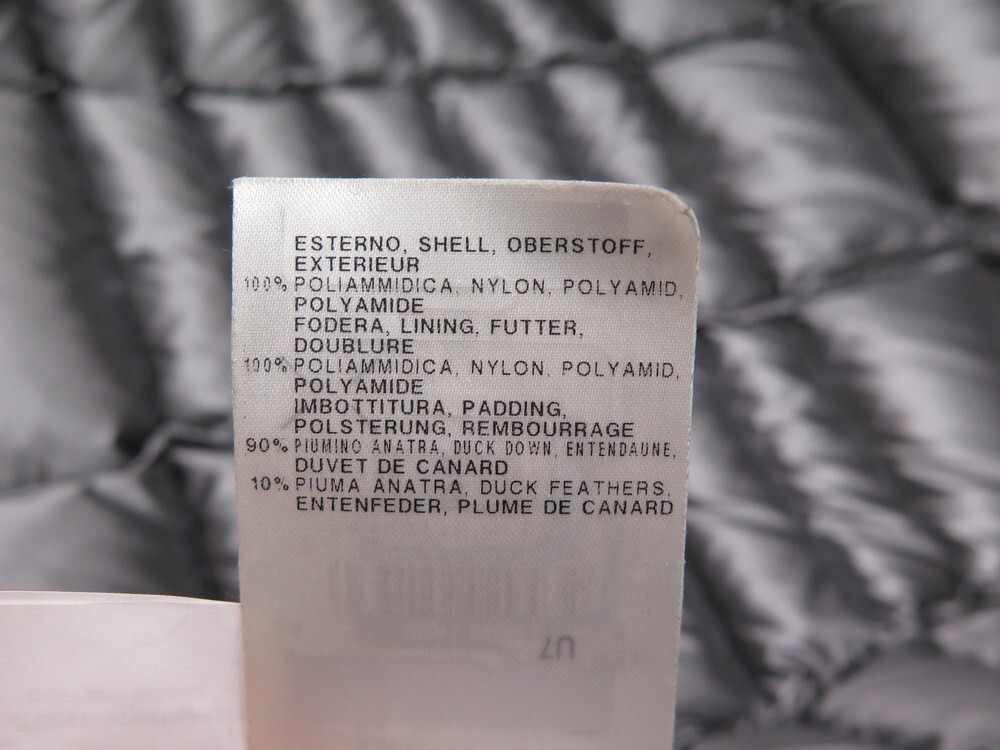 ESTERNO, SHELL, OBERSTOFF,
EXTERIEUR
100% POLIAMMIDICA, NYLON, POLYAMID,
POLYAMIDE
FODERA, LINING, FUTTER,
DOUBLURE
100% POLIAMMIDICA, NYLON, POLYAMID,
POLYAMIDE
IMBOTTITURA, PADDING,
POLSTERUNG, REMBOURRAGE
90% PIUMINO ANATRA, DUCK DOWN, ENTENDAUNE,
DUVET DE CANARD
10% PIUMA ANATRA, DUCK FEATHERS,
ENTENFEDER, PLUME DE CANARD
U7